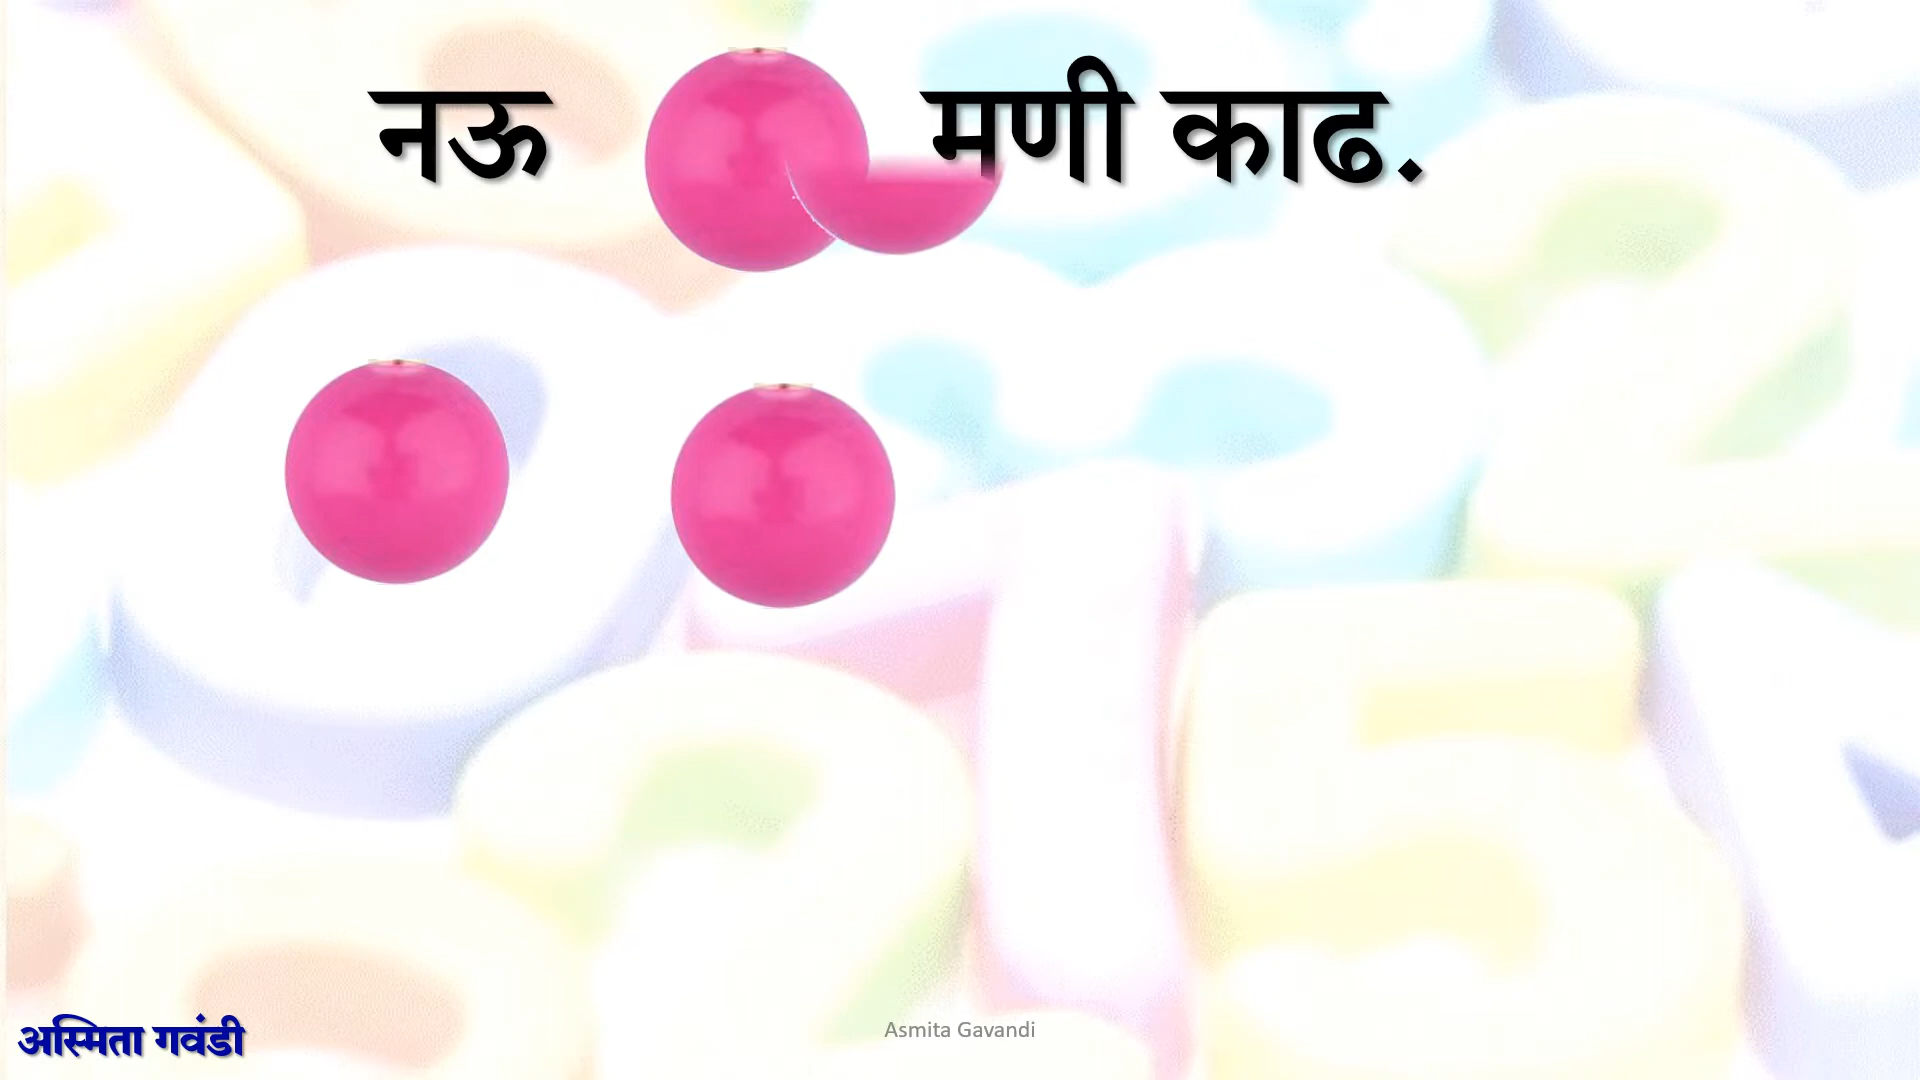 नऊ मणी काढ.
अस्मिता गवंडी
Asmita Gavandi